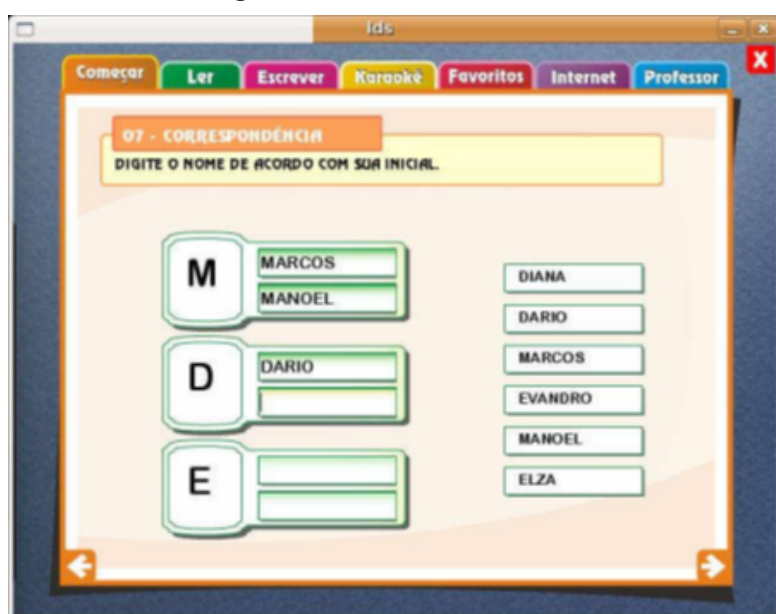 lds
Começar Ler Escrever Karaokê Favoritos Internet Professor
X
07 - CORRESPONDÊNCIA
DIGITE O NOME DE ACORDO COM SUA INICIAL.
M
MARCOS
MANOEL
D
DARIO
E
DIANA
DARIO
MARCOS
EVANDRO
MANOEL
ELZA